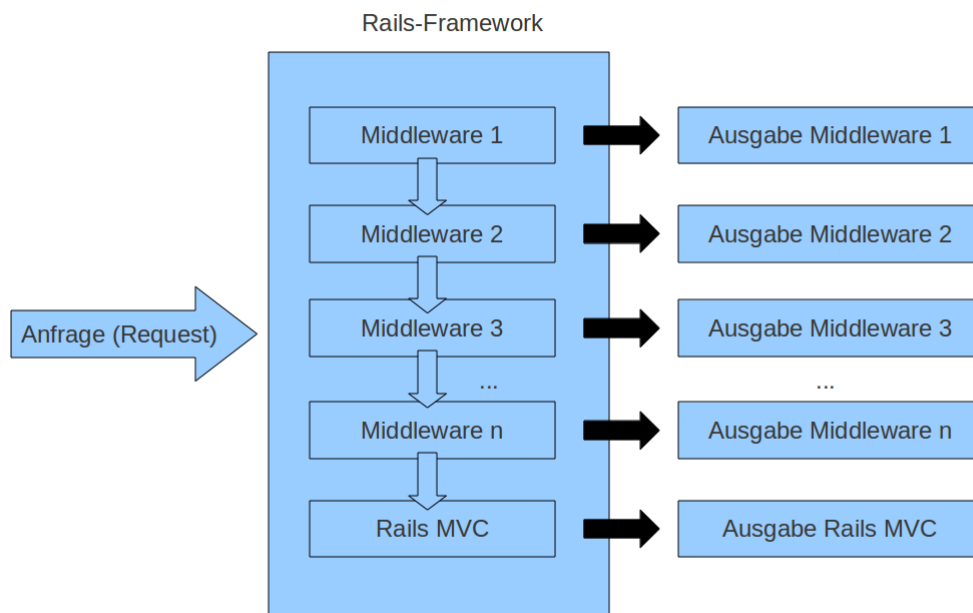 Rails-Framework
Middleware 1
Ausgabe Middleware 1
Middleware 2
Ausgabe Middleware 2
Anfrage (Request)
Middleware 3
Ausgabe Middleware 3
...
...
Middleware n
Ausgabe Middleware n
Rails MVC
Ausgabe Rails MVC